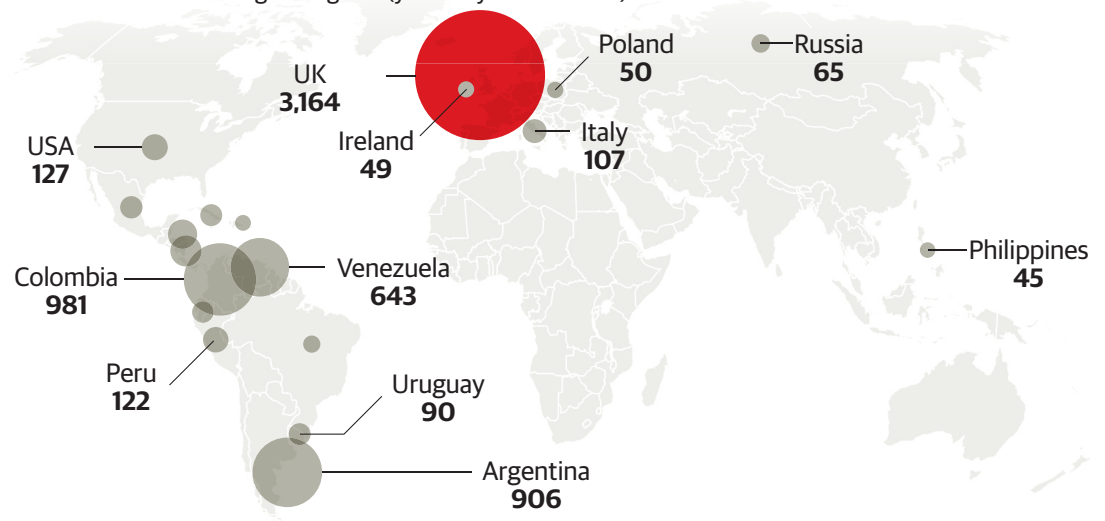 UK
3,164
Poland
50
Russia
65
Ireland
49
Italy
107
USA
127
Colombia
981
Venezuela
643
Philippines
45
Peru
122
Uruguay
90
Argentina
906